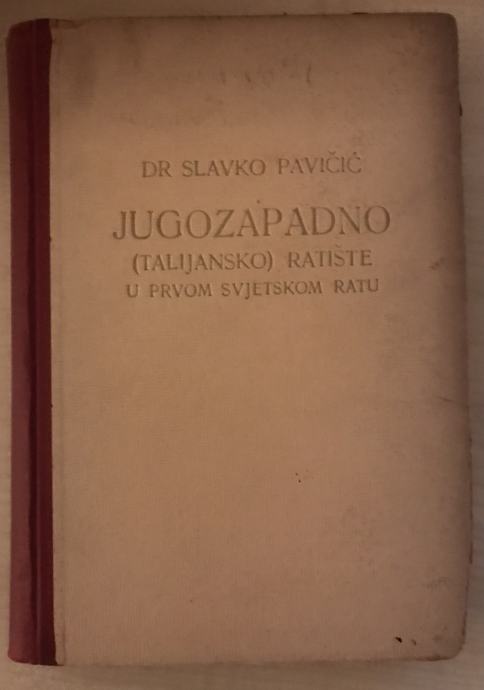 DR SLAVKO PAVIČIĆ
JUGOZAPADNO
(TALIJANSKO) RATIŠTE
U PRVOM SVJETSKOM RATU